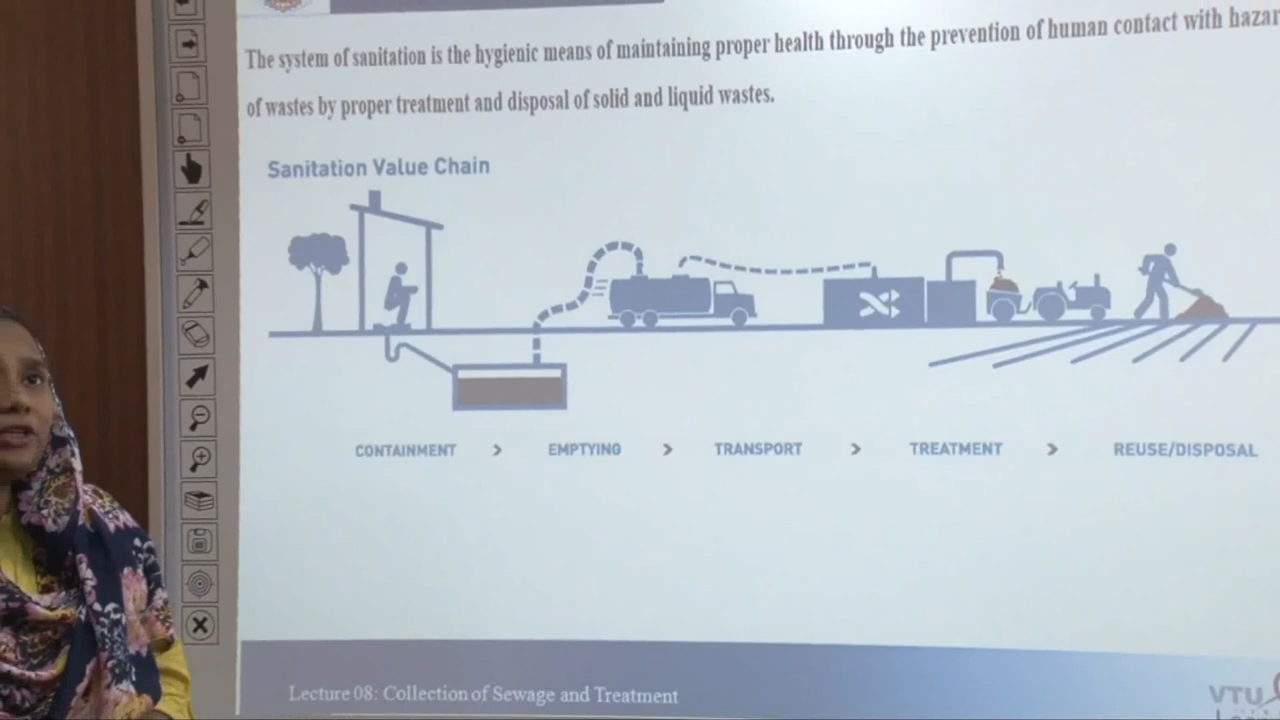 The system of sanitation is the hygienic means of maintaining proper health through the prevention of human contact with
of wastes by proper treatment and disposal of solid and liquid wastes.
Sanitation Value Chain
CONTAINMENT > EMPTYING > TRANSPORT > TREATMENT > REUSE/DISPOSAL
Lecture 08: Collection of Sewage and Treatment
VTU